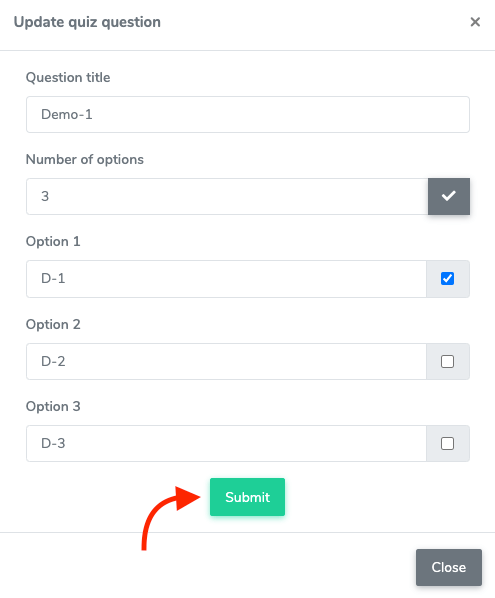 Update quiz question
Question title
Demo-1
Number of options
3
Option 1
D-1
Option 2
D-2
Option 3
D-3
Submit
Close